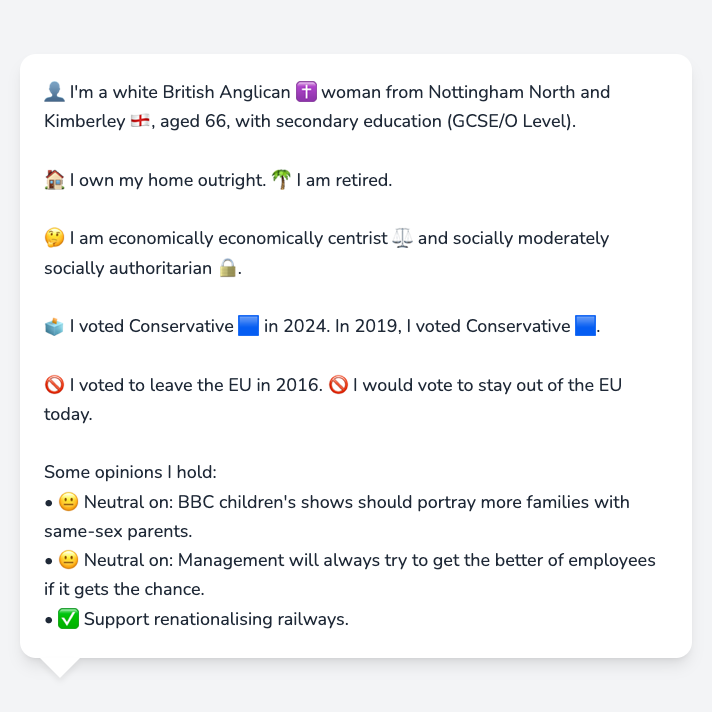 👤 I'm a white British Anglican ✝️ woman from Nottingham North and
Kimberley 🏴󠁧󠁢󠁥󠁮󠁧󠁿, aged 66, with secondary education (GCSE/O Level).
🏠 I own my home outright. 🌴 I am retired.
🤔 I am economically economically centrist ⚖️ and socially moderately
socially authoritarian 🔒.
🗳️ I voted Conservative 🟦 in 2024. In 2019, I voted Conservative 🟦.
🚫 I voted to leave the EU in 2016. 🚫 I would vote to stay out of the EU
today.
Some opinions I hold:
• 😐 Neutral on: BBC children's shows should portray more families with
same-sex parents.
• 😐 Neutral on: Management will always try to get the better of employees
if it gets the chance.
• ✅ Support renationalising railways.